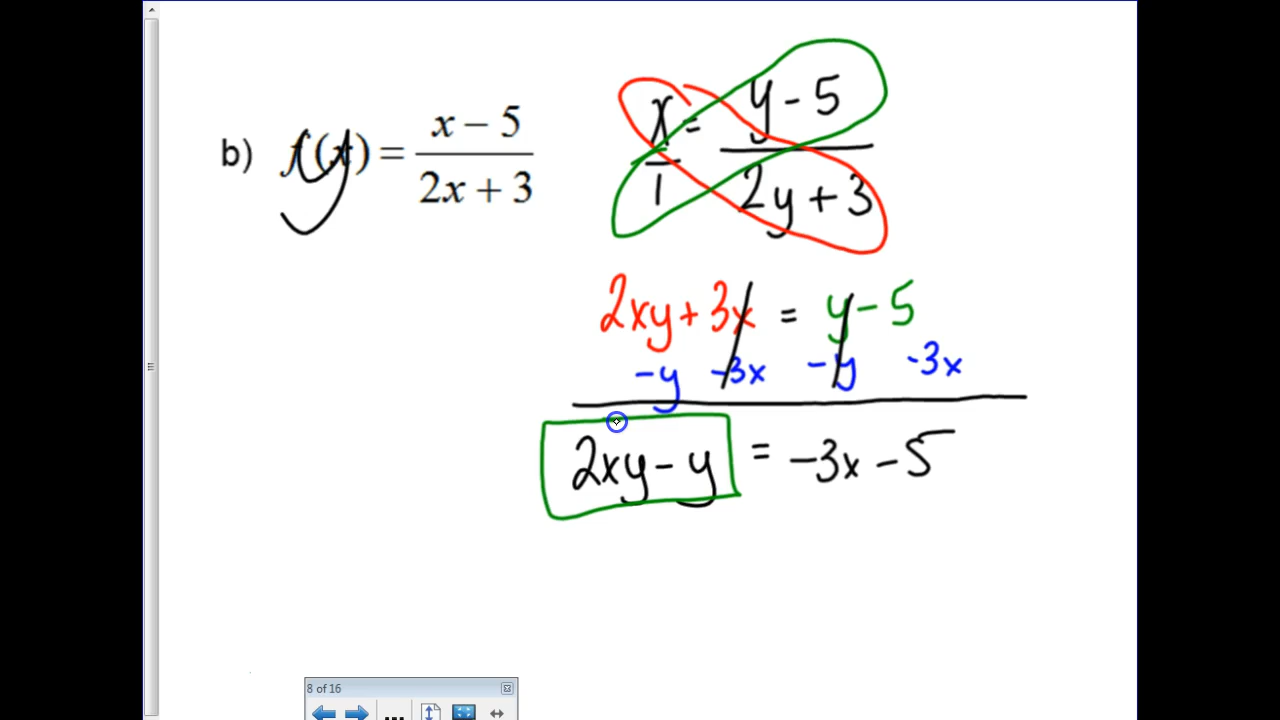 b) f(x) = x − 5 / 2x + 3
y
x / 1 = y - 5 / 2y + 3
2xy + 3x = y - 5
-y -3x -y -3x
2xy - y = -3x - 5
8 of 16